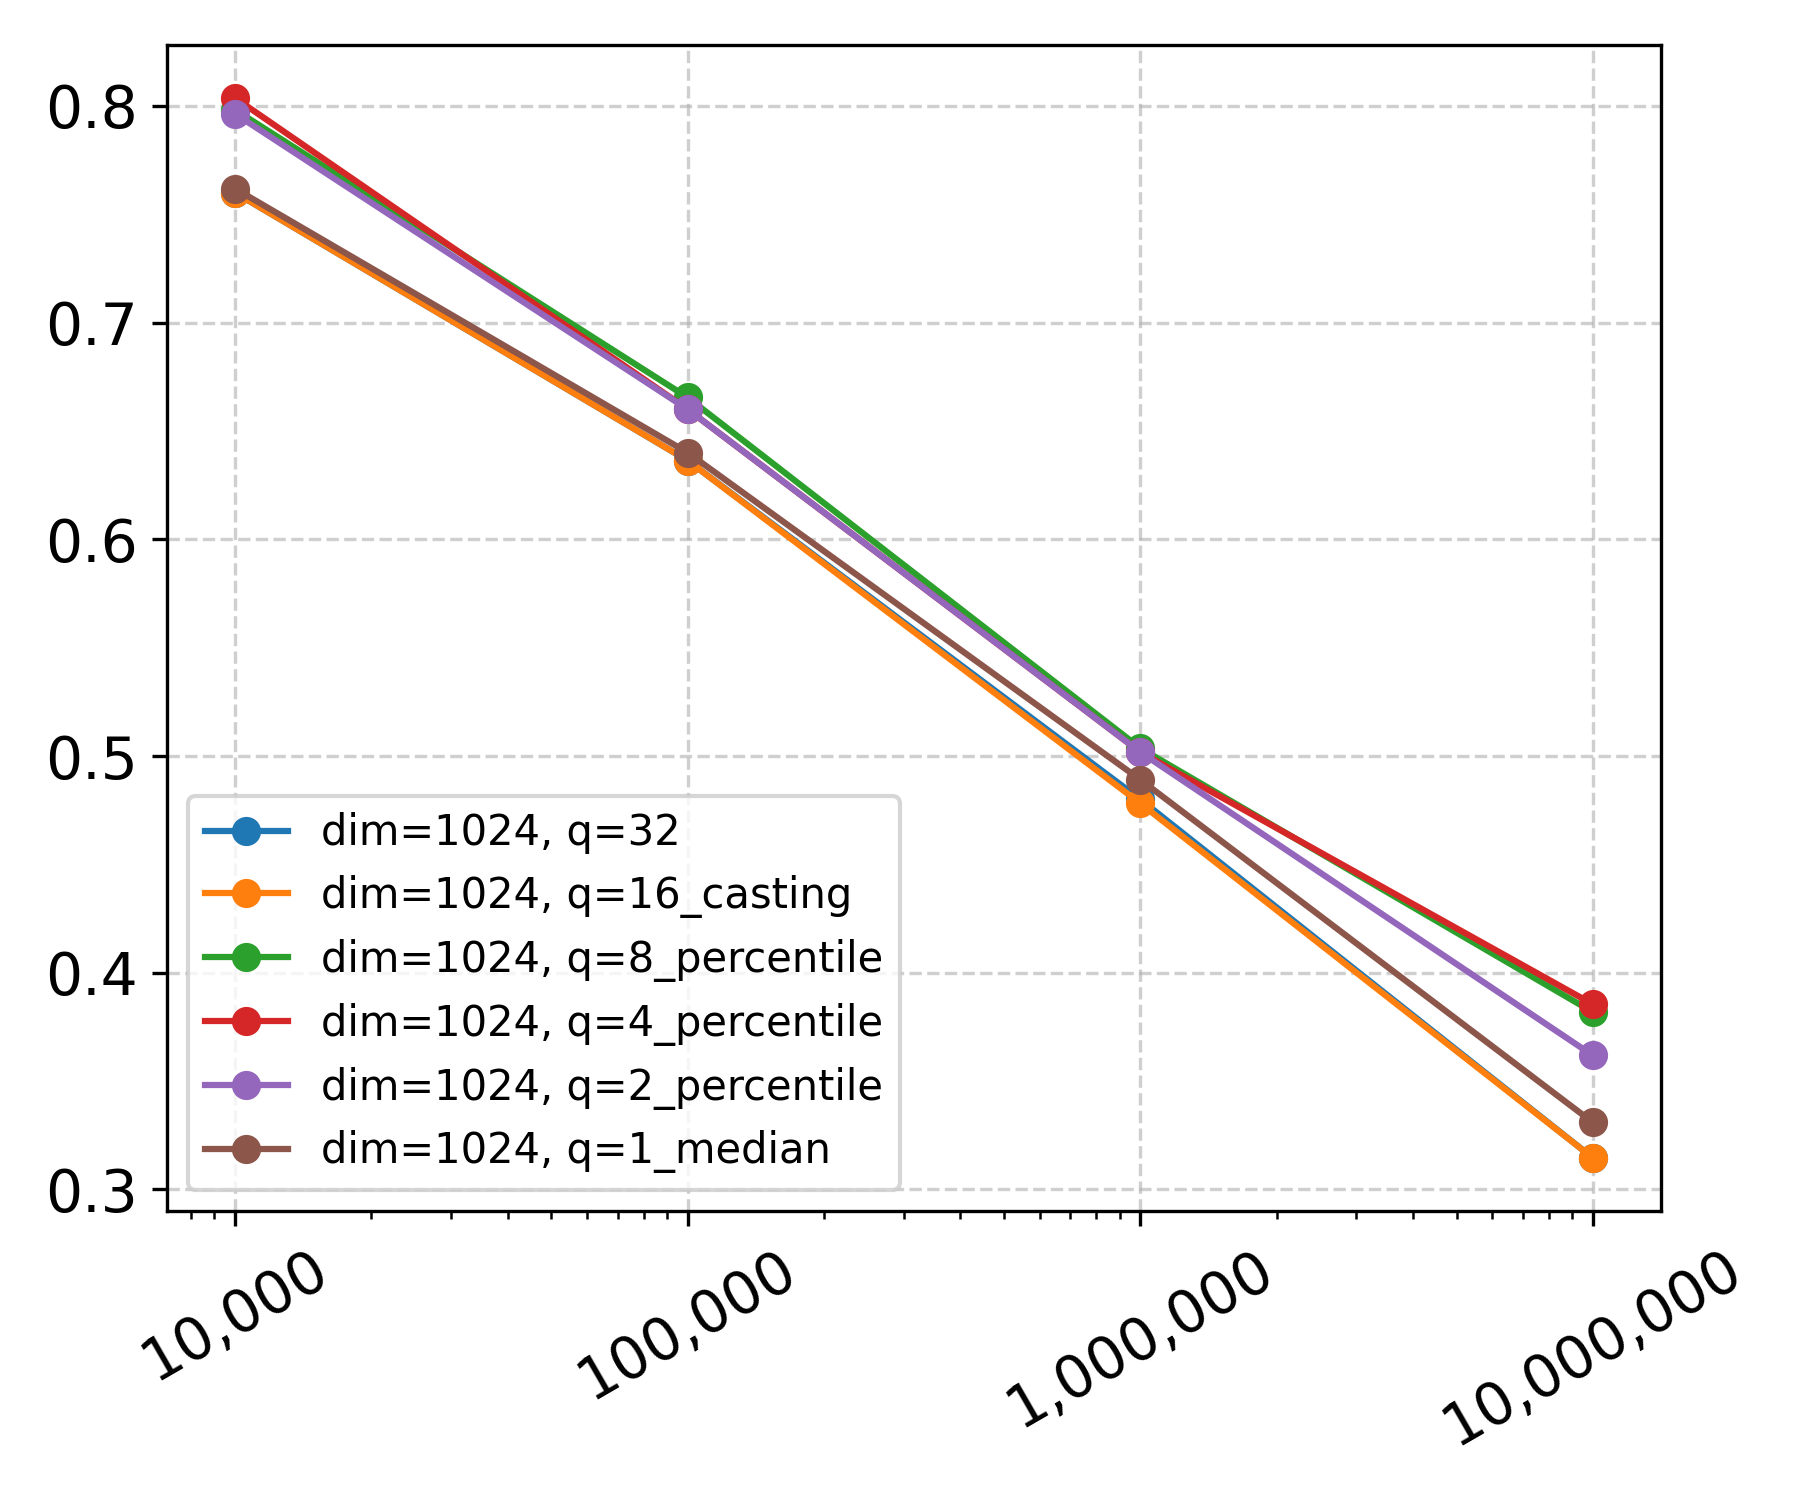 0.8
0.7
0.6
0.5
0.4
0.3
dim=1024, q=32
dim=1024, q=16_casting
dim=1024, q=8_percentile
dim=1024, q=4_percentile
dim=1024, q=2_percentile
dim=1024, q=1_median
10,000
100,000
1,000,000
10,000,000